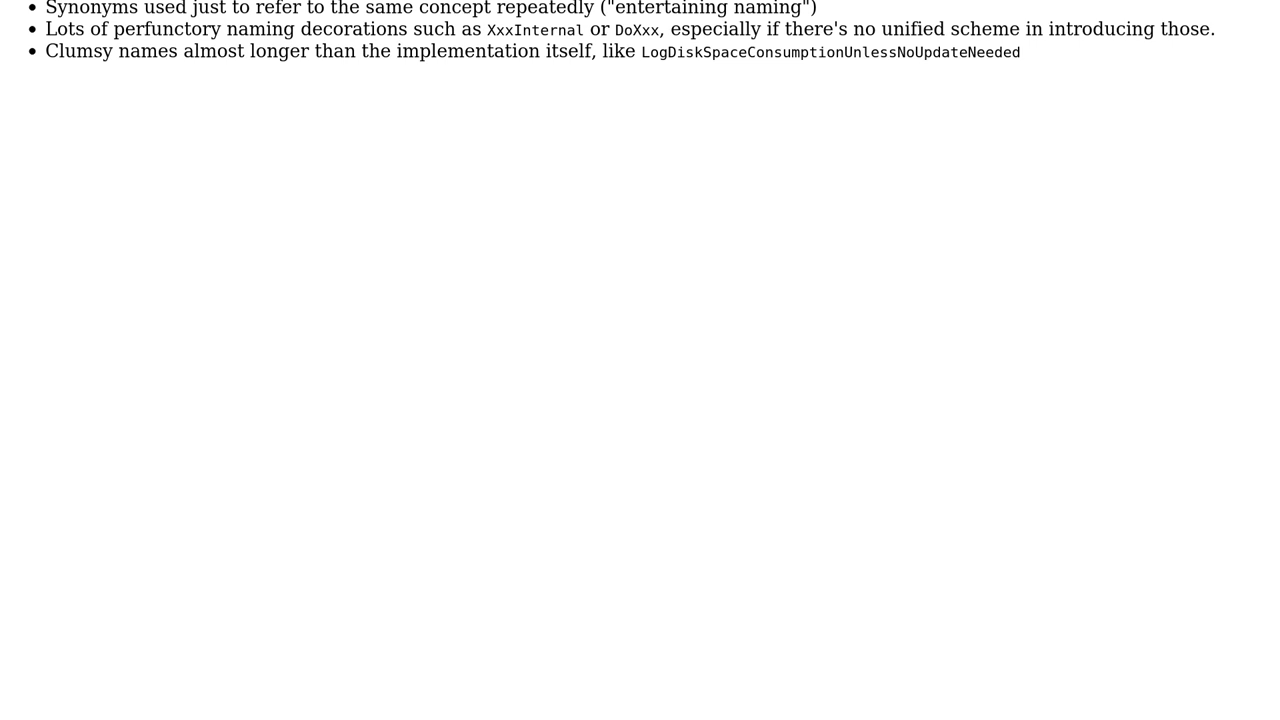 • Synonyms used just to refer to the same concept repeatedly ("entertaining naming")
• Lots of perfunctory naming decorations such as XxxInternal or DoXxx, especially if there's no unified scheme in introducing those.
• Clumsy names almost longer than the implementation itself, like LogDiskSpaceConsumptionUnlessNoUpdateNeeded